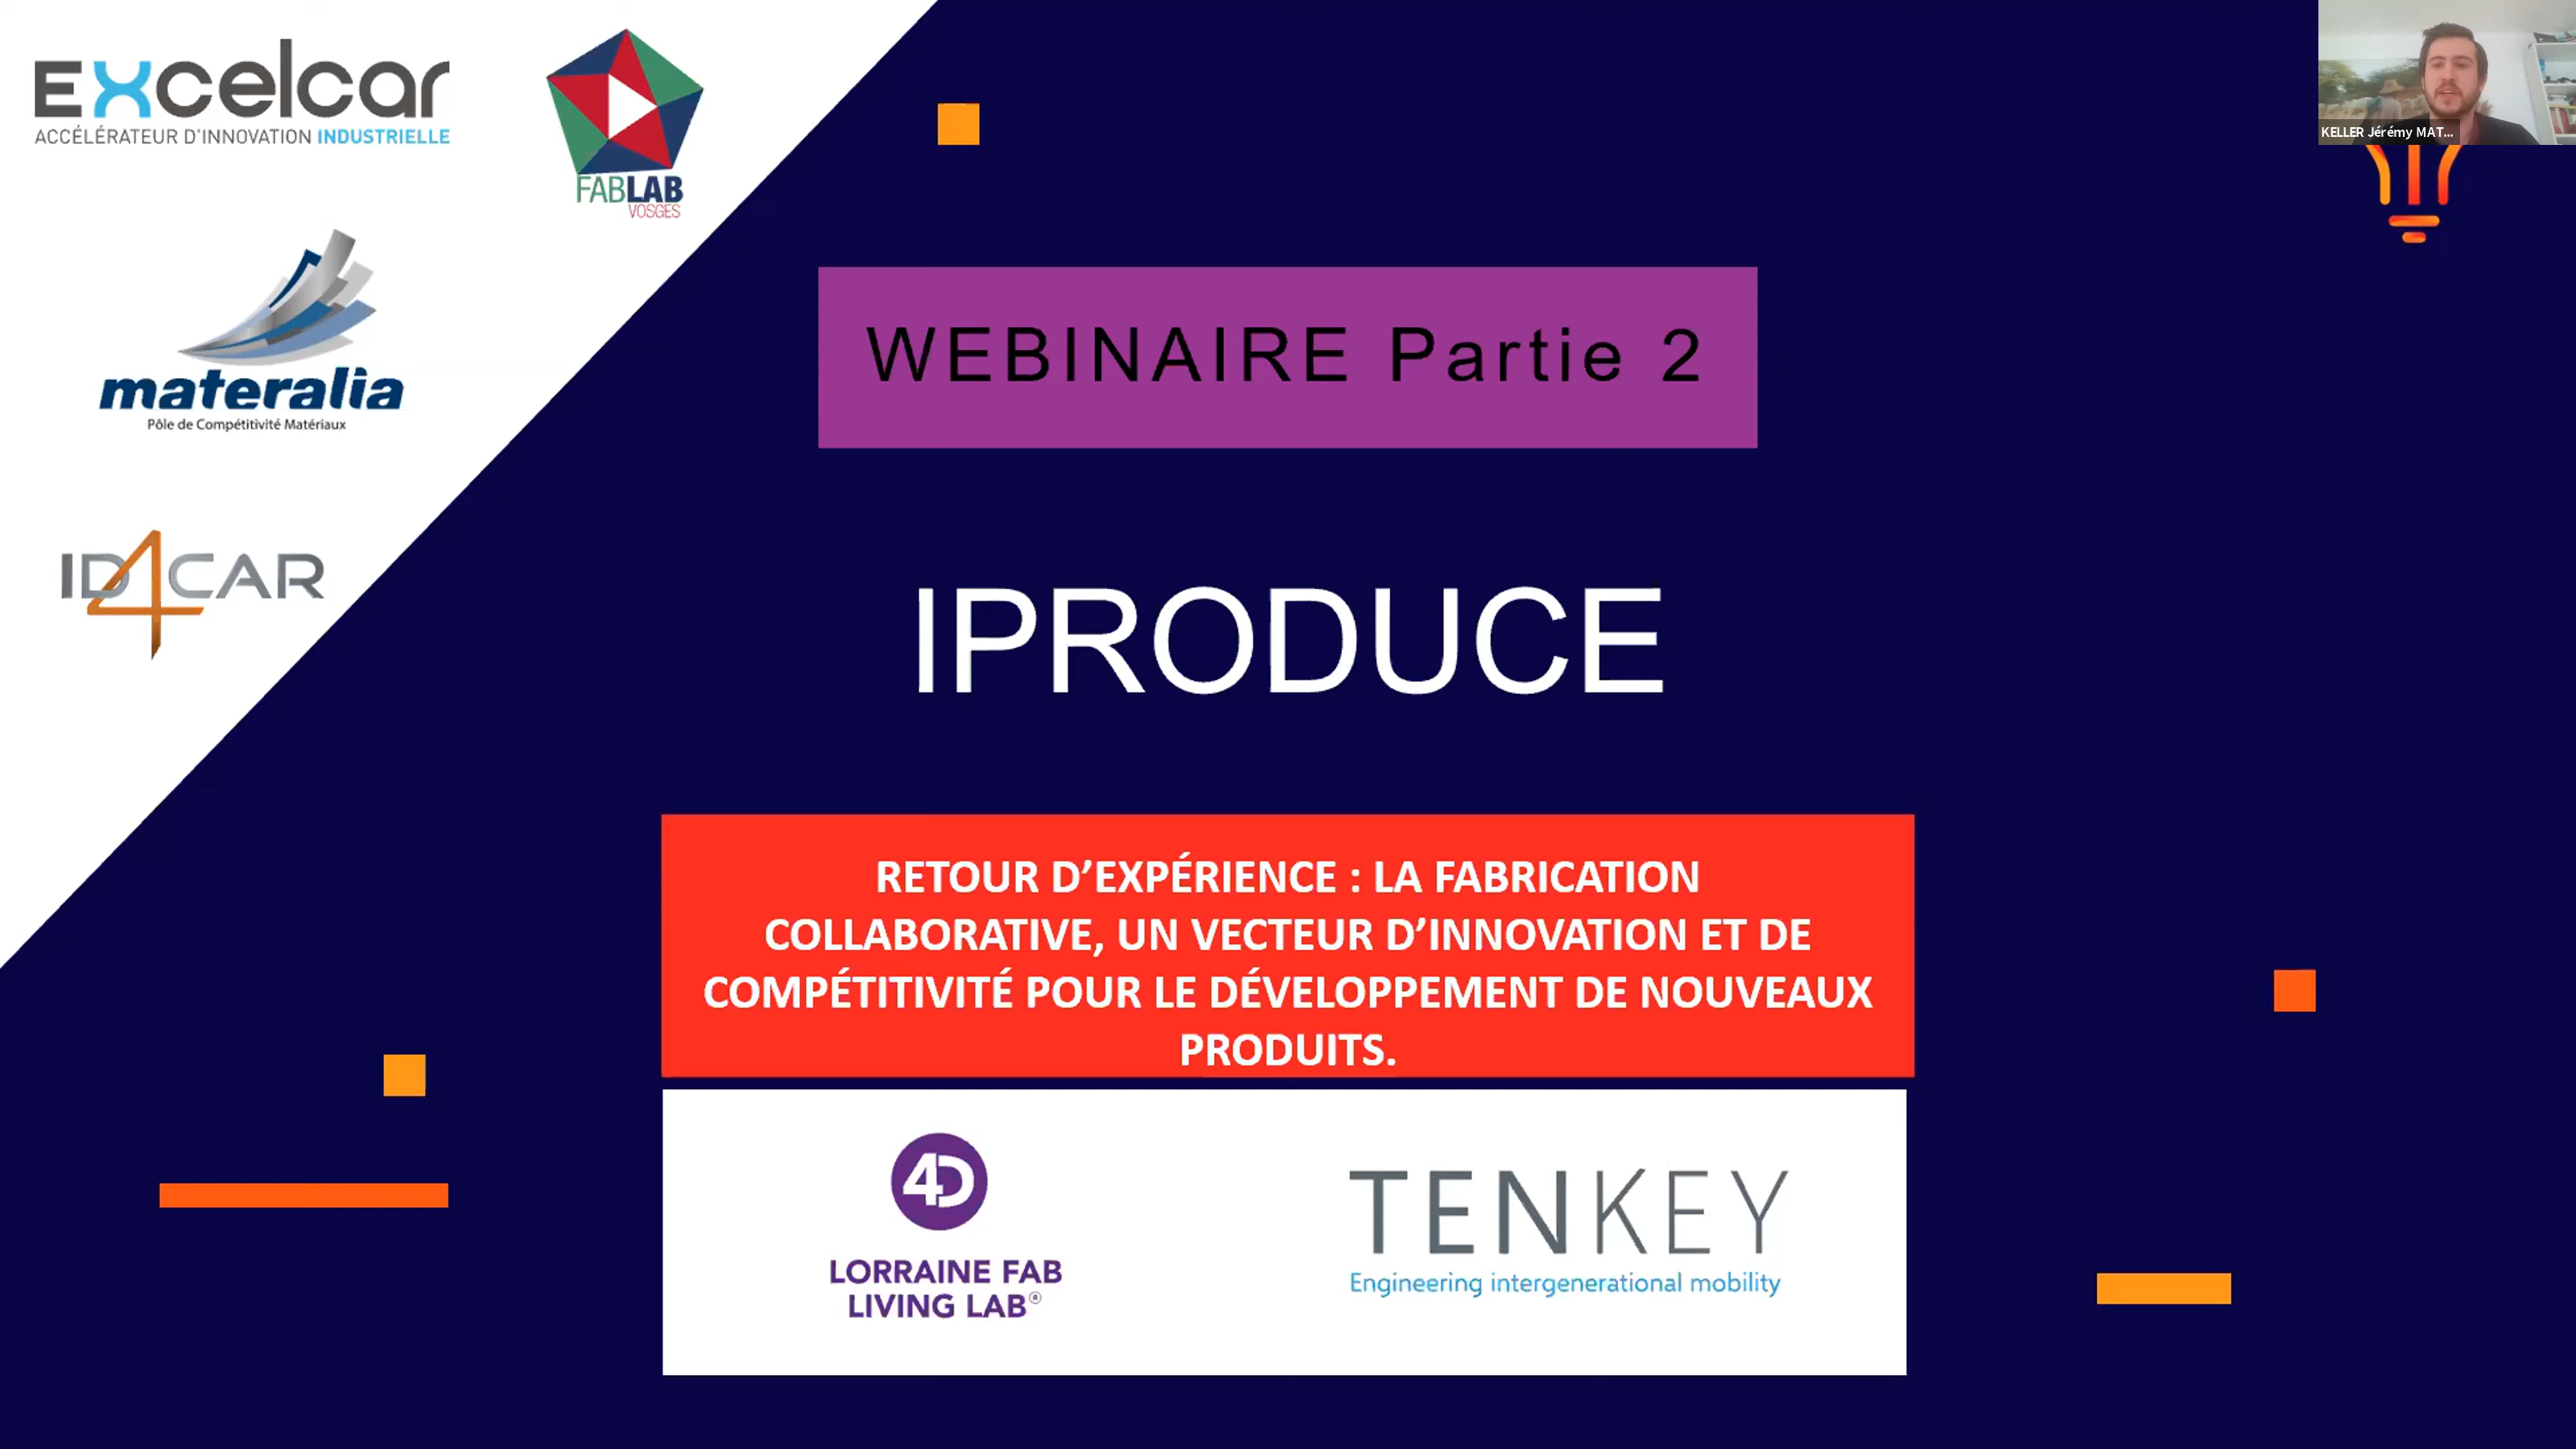 Excelcar
ACCÉLÉRATEUR D'INNOVATION INDUSTRIELLE
FABLAB
VOSGES
materalia
Pôle de Compétitivité Matériaux
ID4CAR
KELLER Jérémy MAT...
WEBINAIRE Partie 2
IPRODUCE
RETOUR D’EXPÉRIENCE : LA FABRICATION
COLLABORATIVE, UN VECTEUR D’INNOVATION ET DE
COMPÉTITIVITÉ POUR LE DÉVELOPPEMENT DE NOUVEAUX
PRODUITS.
4D
LORRAINE FAB
LIVING LAB®
TENKEY
Engineering intergenerational mobility